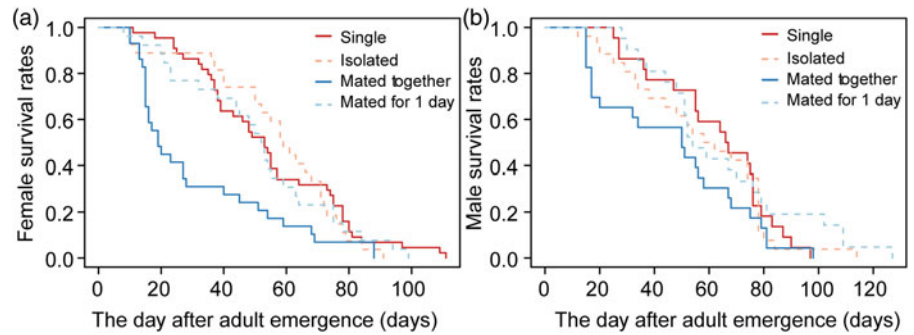 (a)
Female survival rates
1.0
0.8
0.6
0.4
0.2
0.0
Single
Isolated
Mated together
Mated for 1 day
0 20 40 60 80 100
The day after adult emergence (days)
(b)
Male survival rates
1.0
0.8
0.6
0.4
0.2
0.0
Single
Isolated
Mated together
Mated for 1 day
0 20 40 60 80 100 120
The day after adult emergence (days)